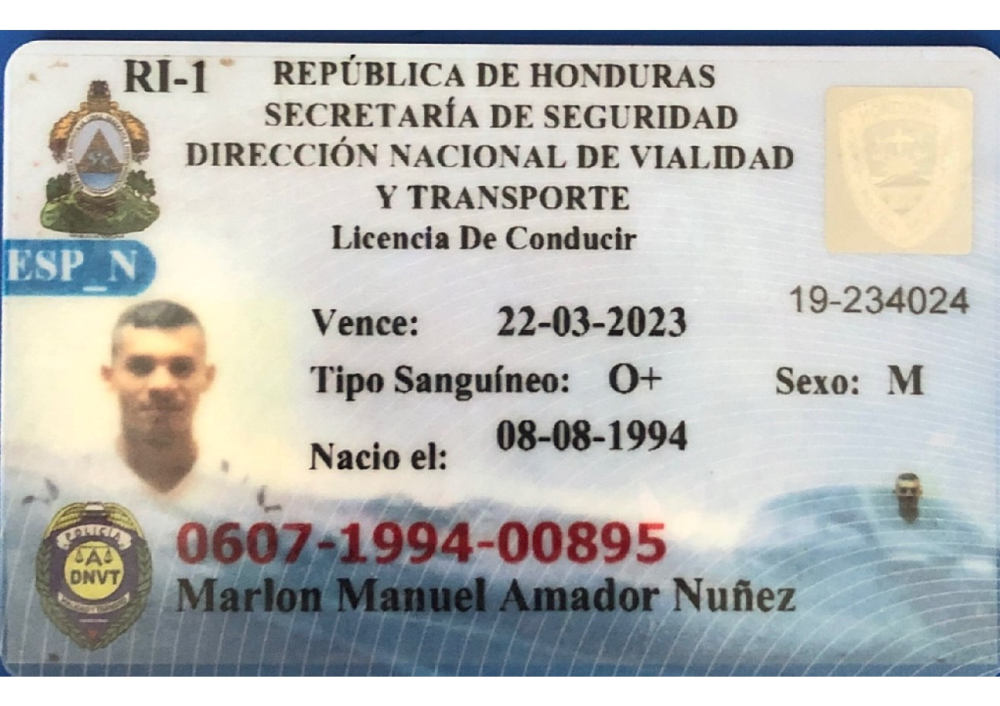 RI-1
REPÚBLICA DE HONDURAS
SECRETARÍA DE SEGURIDAD
DIRECCIÓN NACIONAL DE VIALIDAD
Y TRANSPORTE
Licencia De Conducir
ESP_N
19-234024
Vence: 22-03-2023
Tipo Sanguíneo: O+ Sexo: M
Nacio el: 08-08-1994
POLICÍA
DNVT
0607-1994-00895
Marlon Manuel Amador Nuñez